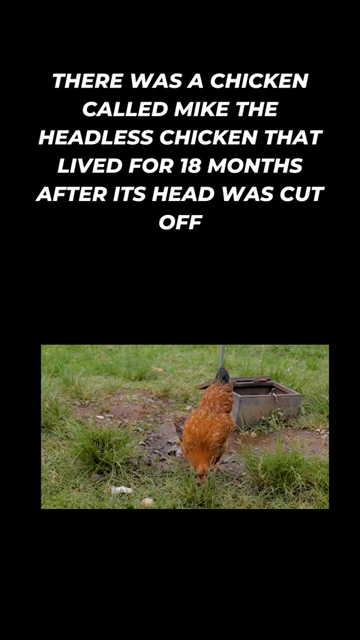 THERE WAS A CHICKEN
CALLED MIKE THE
HEADLESS CHICKEN THAT
LIVED FOR 18 MONTHS
AFTER ITS HEAD WAS CUT
OFF